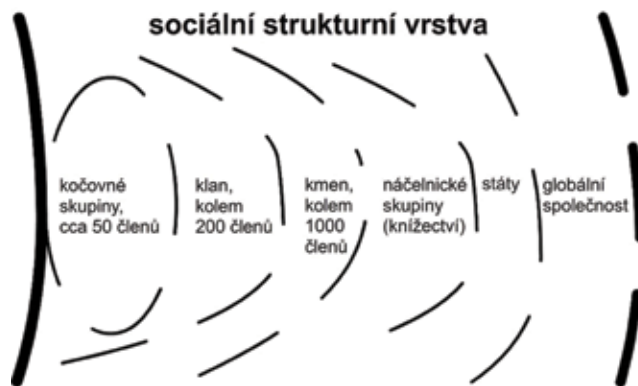 sociální strukturní vrstva
kočovné
skupiny,
cca 50 členů
klan,
kolem
200 členů
kmen,
kolem
1000
členů
náčelnické
skupiny
(knížectví)
státy
globální
společnost